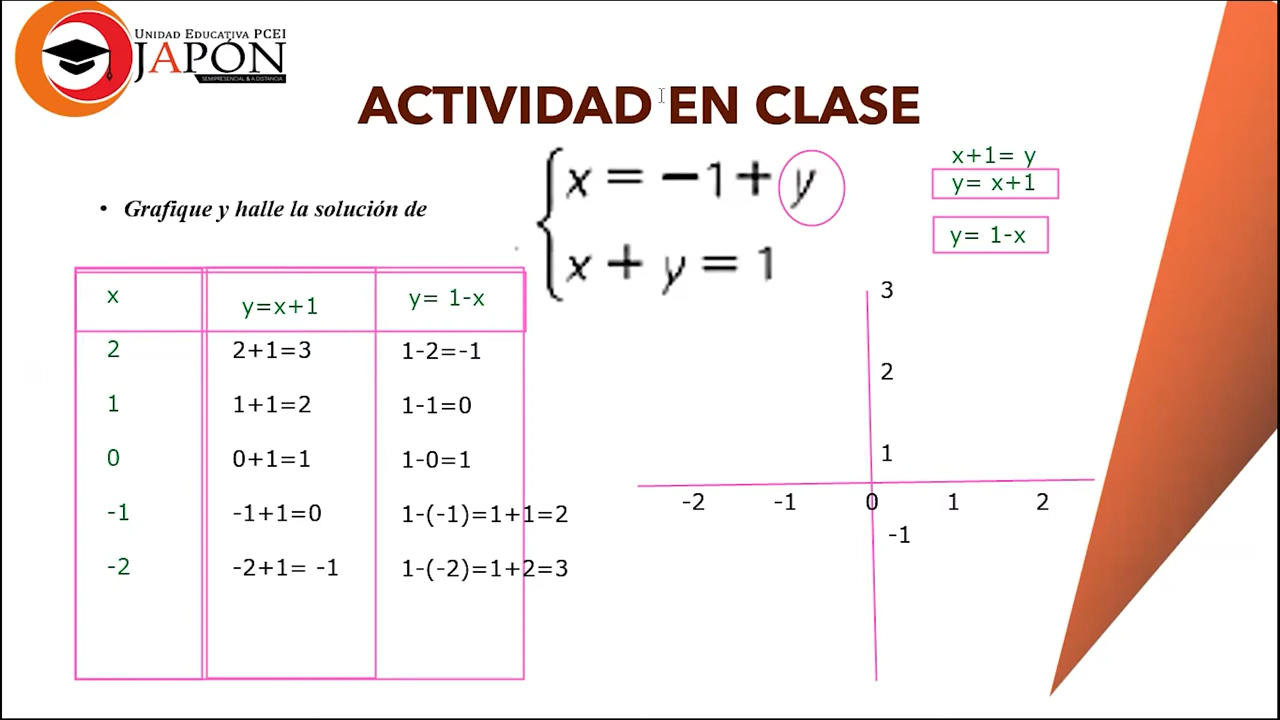 UNIDAD EDUCATIVA PCEI
JAPÓN
SEMIPRESENCIAL & A DISTANCIA
ACTIVIDAD EN CLASE
• Grafique y halle la solución de
x = −1+ y
x + y = 1
x+1= y
y= x+1
y= 1-x
x y=x+1 y= 1-x
2 2+1=3 1-2=-1
1 1+1=2 1-1=0
0 0+1=1 1-0=1
-1 -1+1=0 1-(-1)=1+1=2
-2 -2+1= -1 1-(-2)=1+2=3
3
2
1
-2 -1 0 1 2
-1